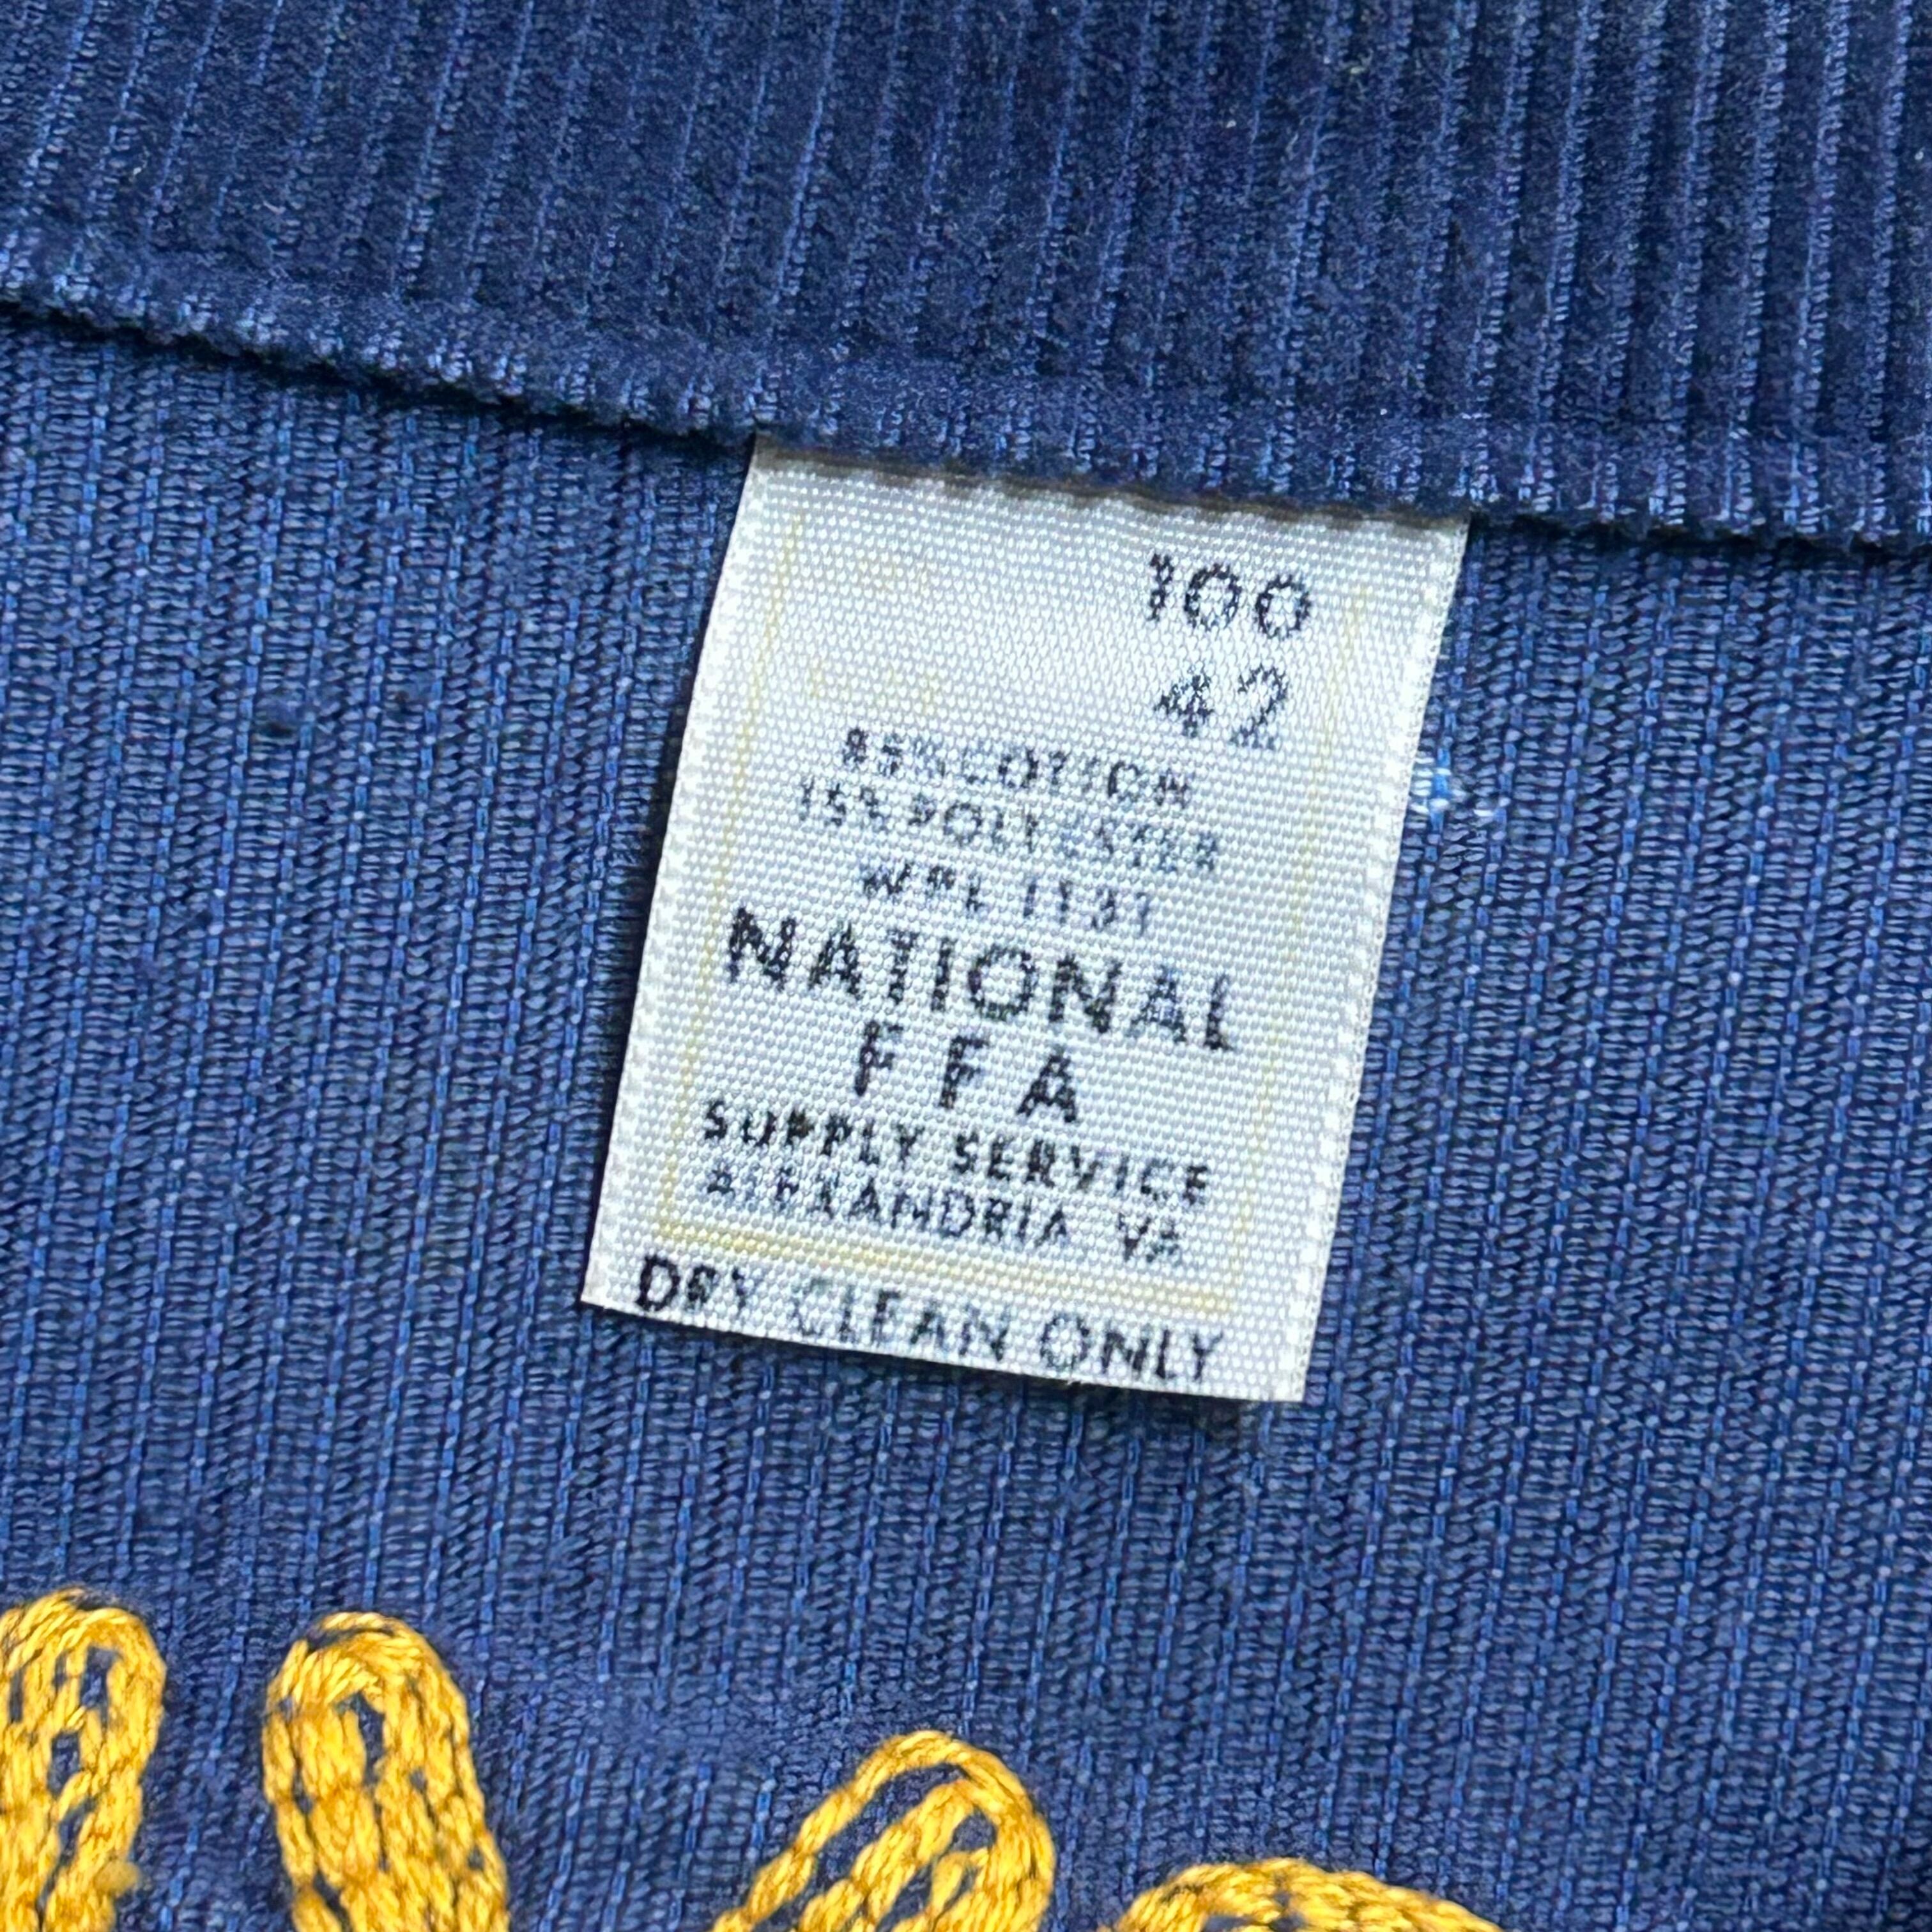 100
42
85% COTTON
15% POLYESTER
WPL 1131
NATIONAL
FFA
SUPPLY SERVICE
ALEXANDRIA VA
DRY CLEAN ONLY